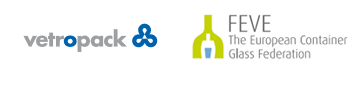 vetropack
FEVE
The European Container
Glass Federation